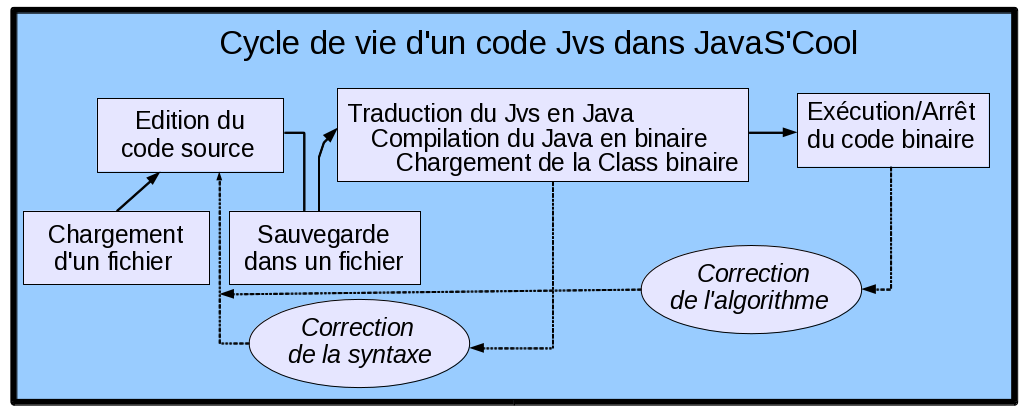 Cycle de vie d'un code Jvs dans JavaS'Cool
Edition du
code source
Traduction du Jvs en Java
Compilation du Java en binaire
Chargement de la Class binaire
Exécution/Arrêt
du code binaire
Chargement
d'un fichier
Sauvegarde
dans un fichier
Correction
de l'algorithme
Correction
de la syntaxe